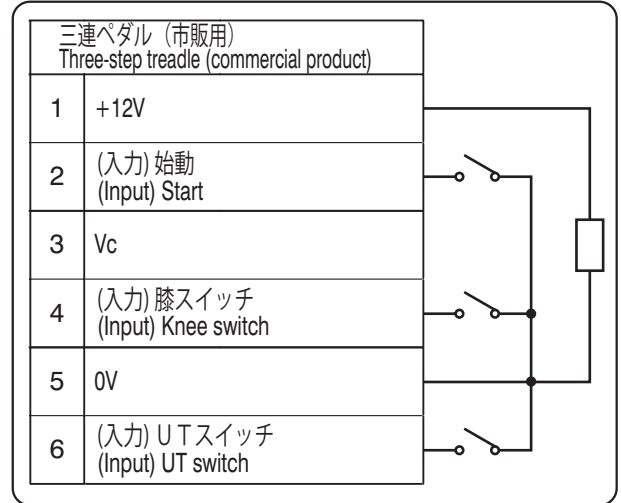 三連ペダル（市販用）
Three-step treadle (commercial product)
1 +12V
2 (入力) 始動
(Input) Start
3 Vc
4 (入力) 膝スイッチ
(Input) Knee switch
5 0V
6 (入力) ＵＴスイッチ
(Input) UT switch